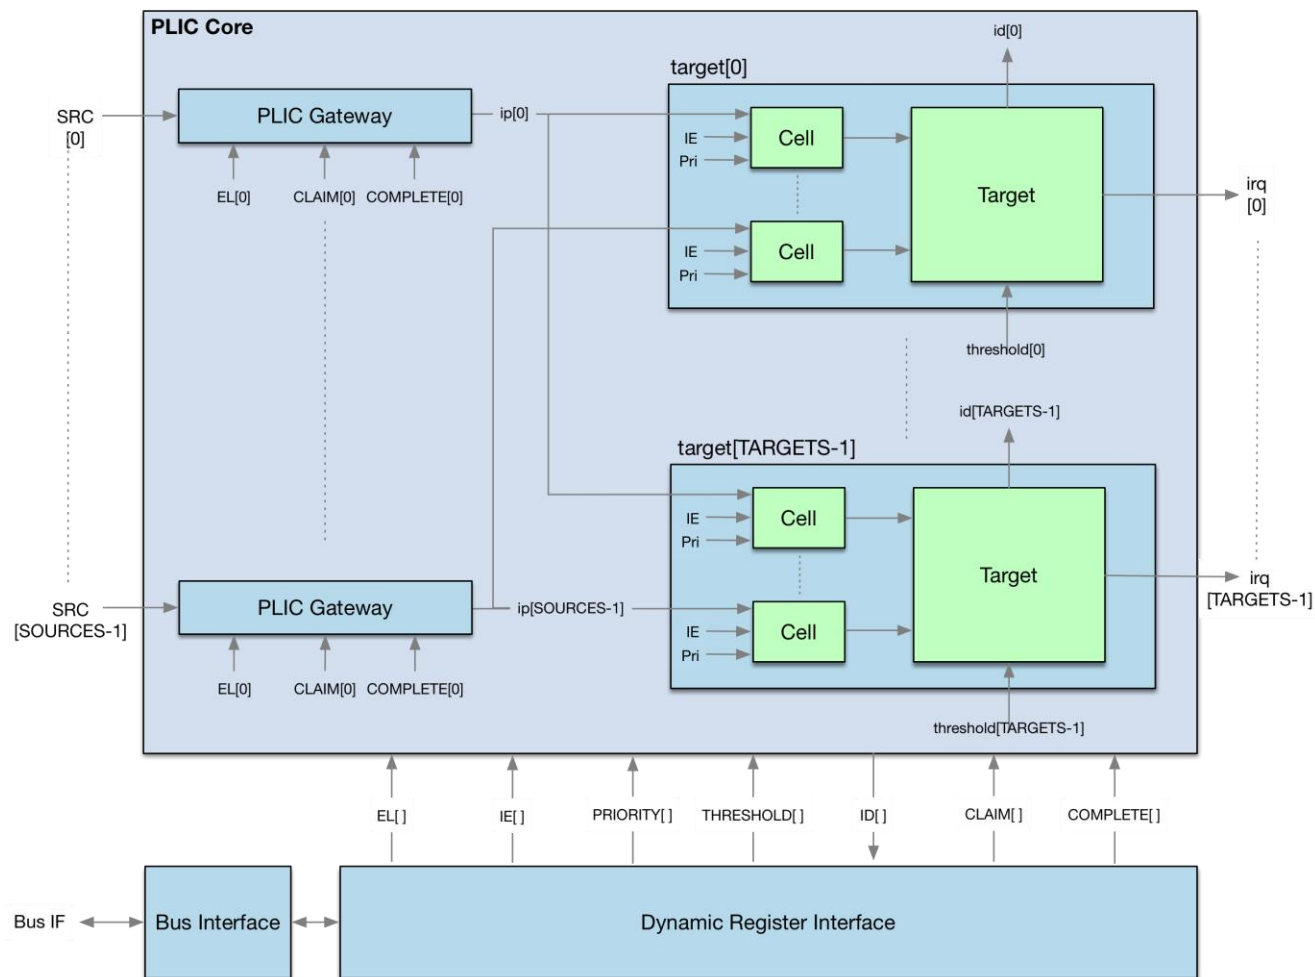 PLIC Core
id[0]
target[0]
SRC
[0]
PLIC Gateway
ip[0]
Cell
IE
Pri
EL[0]
CLAIM[0]
COMPLETE[0]
Target
irq
[0]
Cell
IE
Pri
threshold[0]
id[TARGETS-1]
target[TARGETS-1]
Cell
IE
Pri
Target
irq
[TARGETS-1]
SRC
[SOURCES-1]
PLIC Gateway
ip[SOURCES-1]
Cell
IE
Pri
EL[0]
CLAIM[0]
COMPLETE[0]
threshold[TARGETS-1]
EL[ ]
IE[ ]
PRIORITY[ ]
THRESHOLD[ ]
ID[ ]
CLAIM[ ]
COMPLETE[ ]
Bus IF
Bus Interface
Dynamic Register Interface